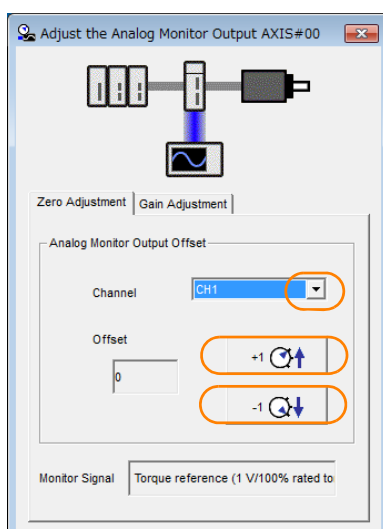 Adjust the Analog Monitor Output AXIS#00
Zero Adjustment
Gain Adjustment
Analog Monitor Output Offset
Channel
CH1
Offset
0
+1
-1
Monitor Signal
Torque reference (1 V/100% rated to